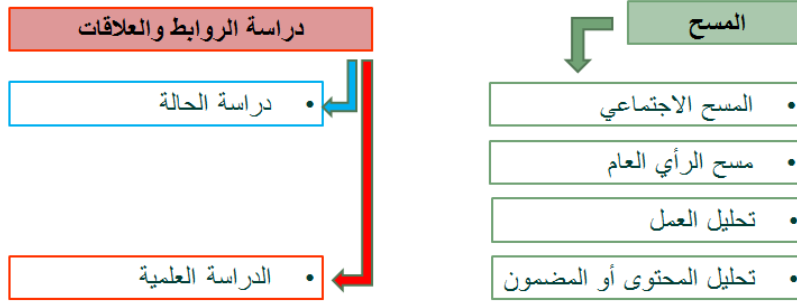 المسح
• المسح الاجتماعي
• مسح الرأي العام
• تحليل العمل
• تحليل المحتوى أو المضمون
دراسة الروابط والعلاقات
• دراسة الحالة
• الدراسة العلمية